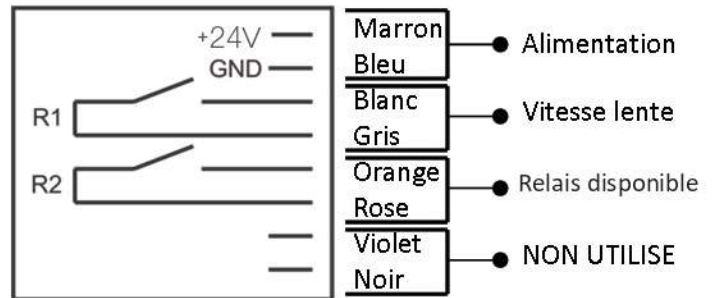 +24V
Marron
Alimentation
GND
Bleu
R1
Blanc
Vitesse lente
Gris
R2
Orange
Relais disponible
Rose
Violet
NON UTILISE
Noir